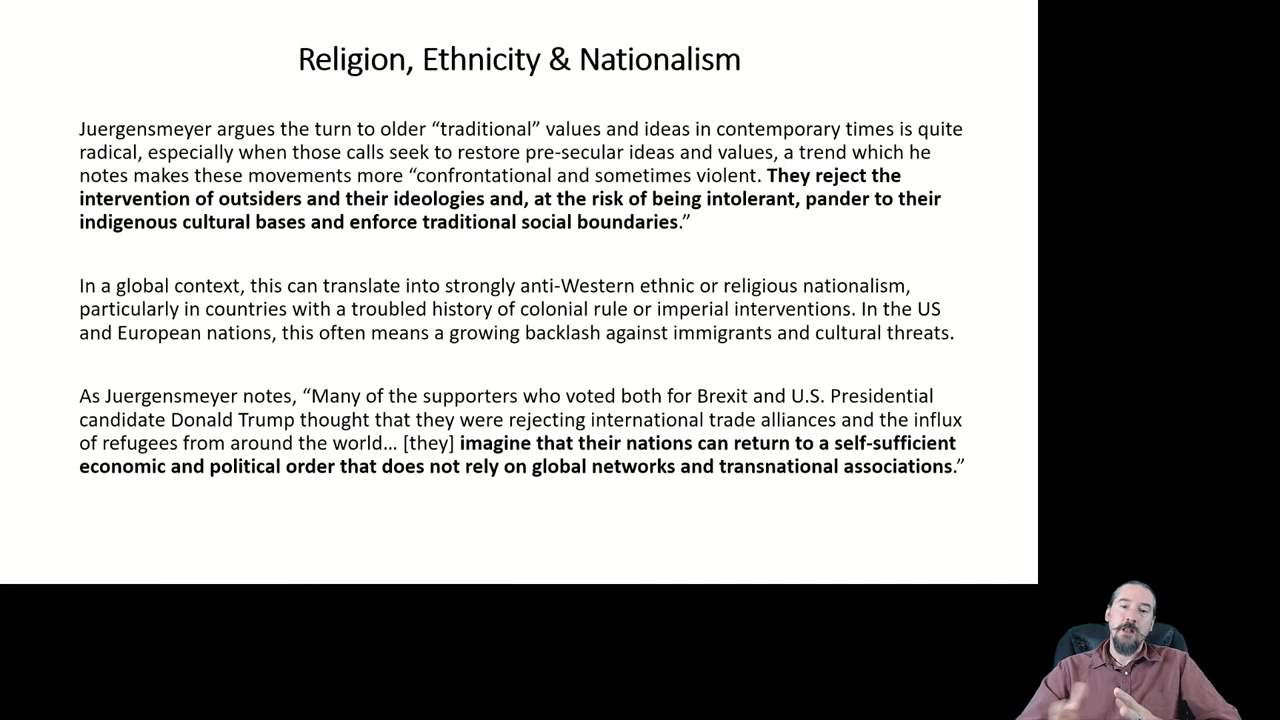 Religion, Ethnicity & Nationalism
Juergensmeyer argues the turn to older “traditional” values and ideas in contemporary times is quite
radical, especially when those calls seek to restore pre-secular ideas and values, a trend which he
notes makes these movements more “confrontational and sometimes violent. They reject the
intervention of outsiders and their ideologies and, at the risk of being intolerant, pander to their
indigenous cultural bases and enforce traditional social boundaries.”
In a global context, this can translate into strongly anti-Western ethnic or religious nationalism,
particularly in countries with a troubled history of colonial rule or imperial interventions. In the US
and European nations, this often means a growing backlash against immigrants and cultural threats.
As Juergensmeyer notes, “Many of the supporters who voted both for Brexit and U.S. Presidential
candidate Donald Trump thought that they were rejecting international trade alliances and the influx
of refugees from around the world… [they] imagine that their nations can return to a self-sufficient
economic and political order that does not rely on global networks and transnational associations.”